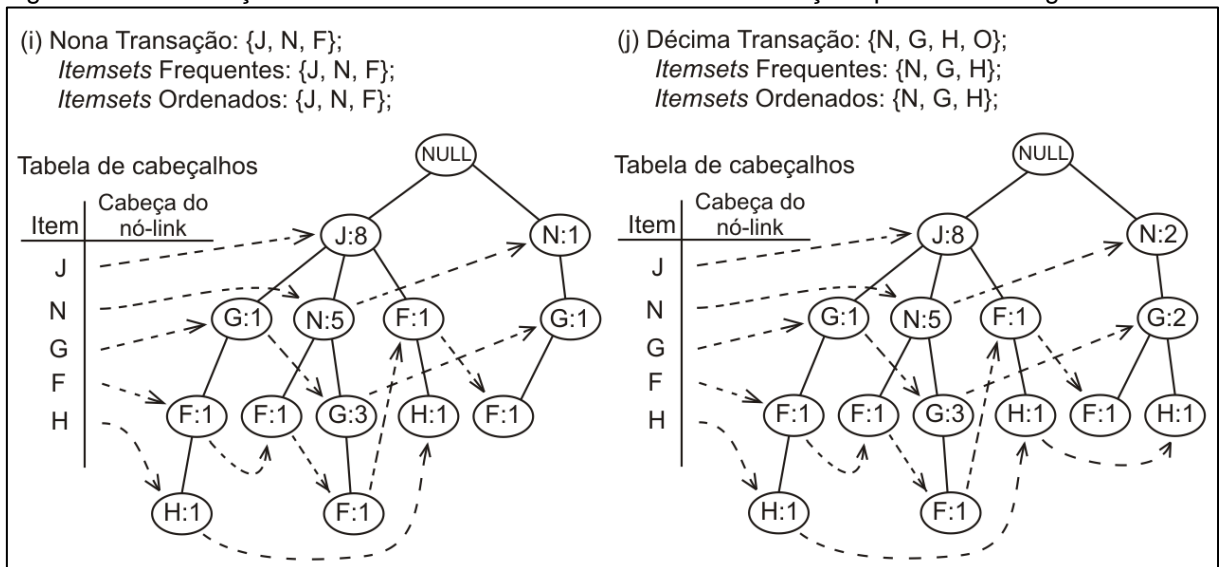 (i) Nona Transação: {J, N, F};
Itemsets Frequentes: {J, N, F};
Itemsets Ordenados: {J, N, F};
Tabela de cabeçalhos
Item
Cabeça do
nó-link
J
N
G
F
H
NULL
J:8
N:1
G:1
N:5
F:1
G:1
F:1
F:1
G:3
H:1
F:1
H:1
F:1
(j) Décima Transação: {N, G, H, O};
Itemsets Frequentes: {N, G, H};
Itemsets Ordenados: {N, G, H};
Tabela de cabeçalhos
Item
Cabeça do
nó-link
J
N
G
F
H
NULL
J:8
N:2
G:1
N:5
F:1
G:2
F:1
F:1
G:3
H:1
F:1
H:1
H:1
F:1